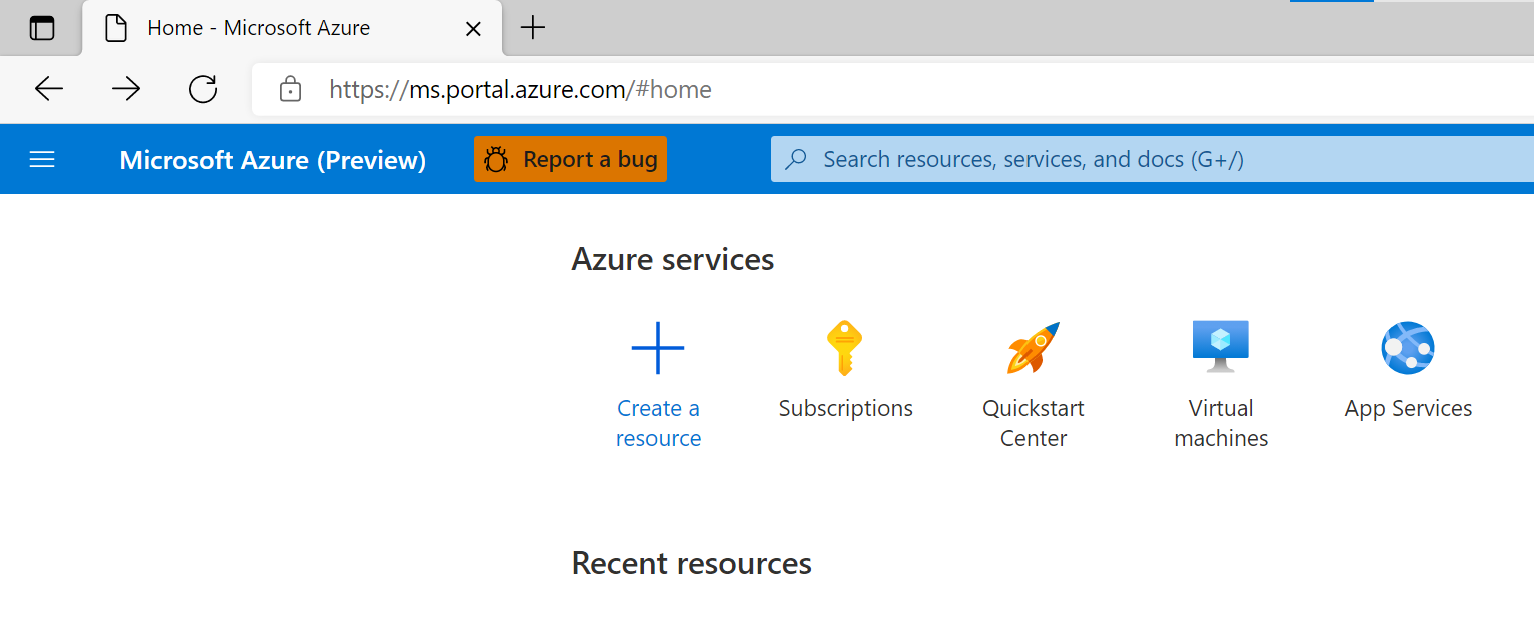 Home - Microsoft Azure
https://ms.portal.azure.com/#home
Microsoft Azure (Preview)
Report a bug
Search resources, services, and docs (G+/)
Azure services
Create a
resource
Subscriptions
Quickstart
Center
Virtual
machines
App Services
Recent resources